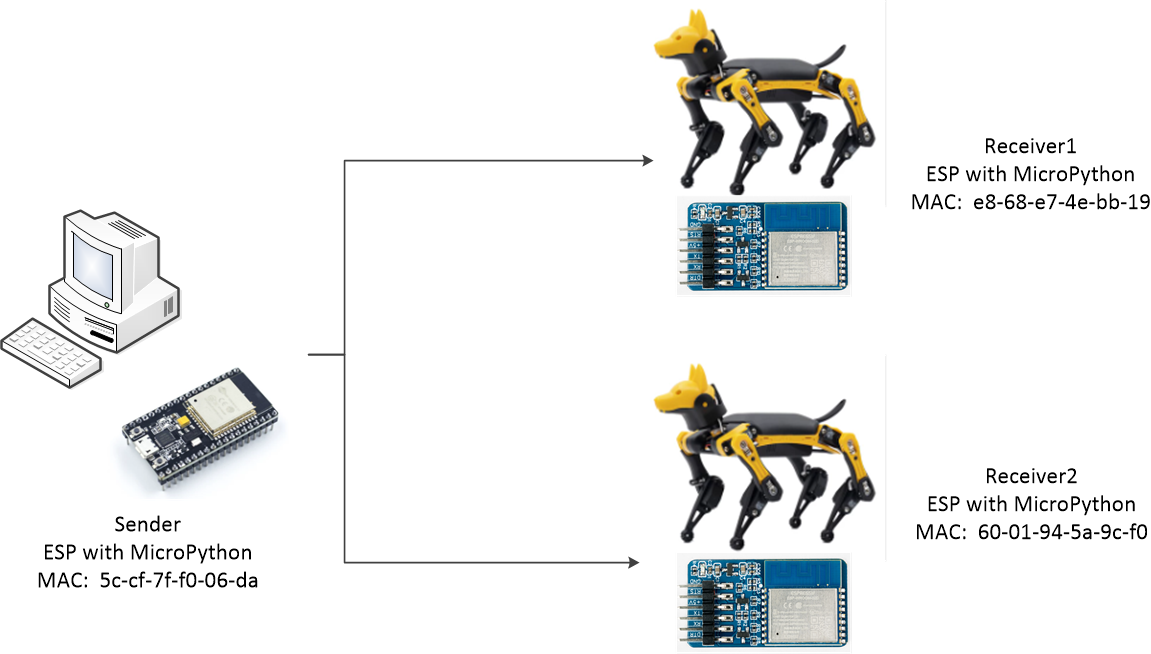 Receiver1
ESP with MicroPython
MAC: e8-68-e7-4e-bb-19
Sender
ESP with MicroPython
MAC: 5c-cf-7f-f0-06-da
Receiver2
ESP with MicroPython
MAC: 60-01-94-5a-9c-f0